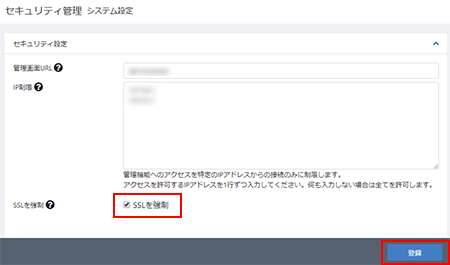 セキュリティ管理 システム設定
セキュリティ設定
管理画面URL
IP制限
管理機能へのアクセスを特定のIPアドレスからの接続のみに制限します。
アクセスを許可するIPアドレスを1行ずつ入力してください。何も入力しない場合は全てを許可します。
SSLを強制 SSLを強制
登録